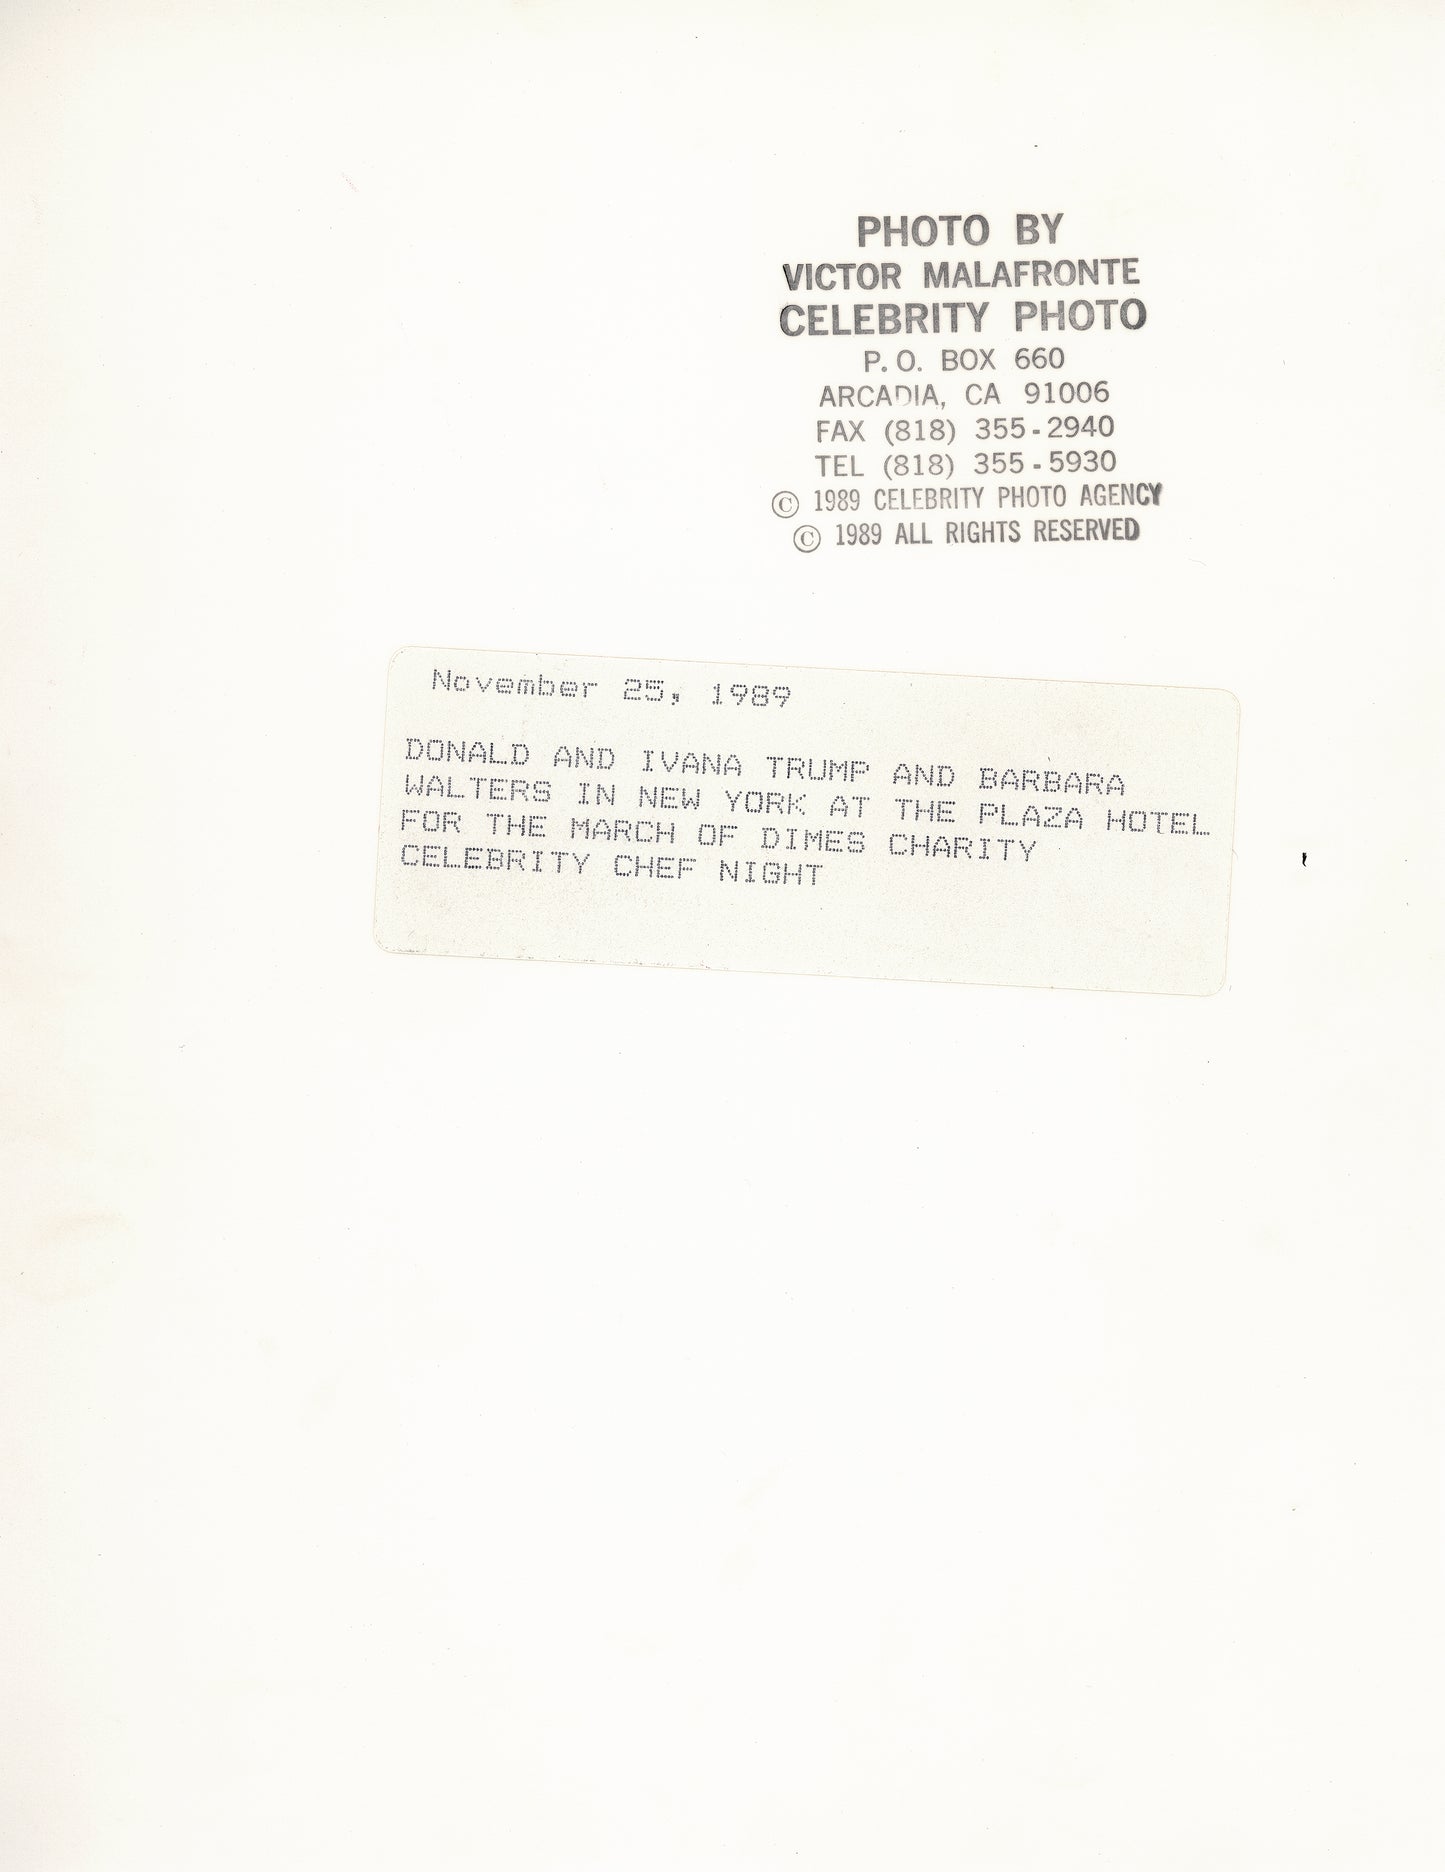 PHOTO BY
VICTOR MALAFRONTE
CELEBRITY PHOTO
P.O. BOX 660
ARCADIA, CA 91006
FAX (818) 355-2940
TEL (818) 355-5930
© 1989 CELEBRITY PHOTO AGENCY
© 1989 ALL RIGHTS RESERVED
November 25, 1989
DONALD AND IVANA TRUMP AND BARBARA
WALTERS IN NEW YORK AT THE PLAZA HOTEL
FOR THE MARCH OF DIMES CHARITY
CELEBRITY CHEF NIGHT